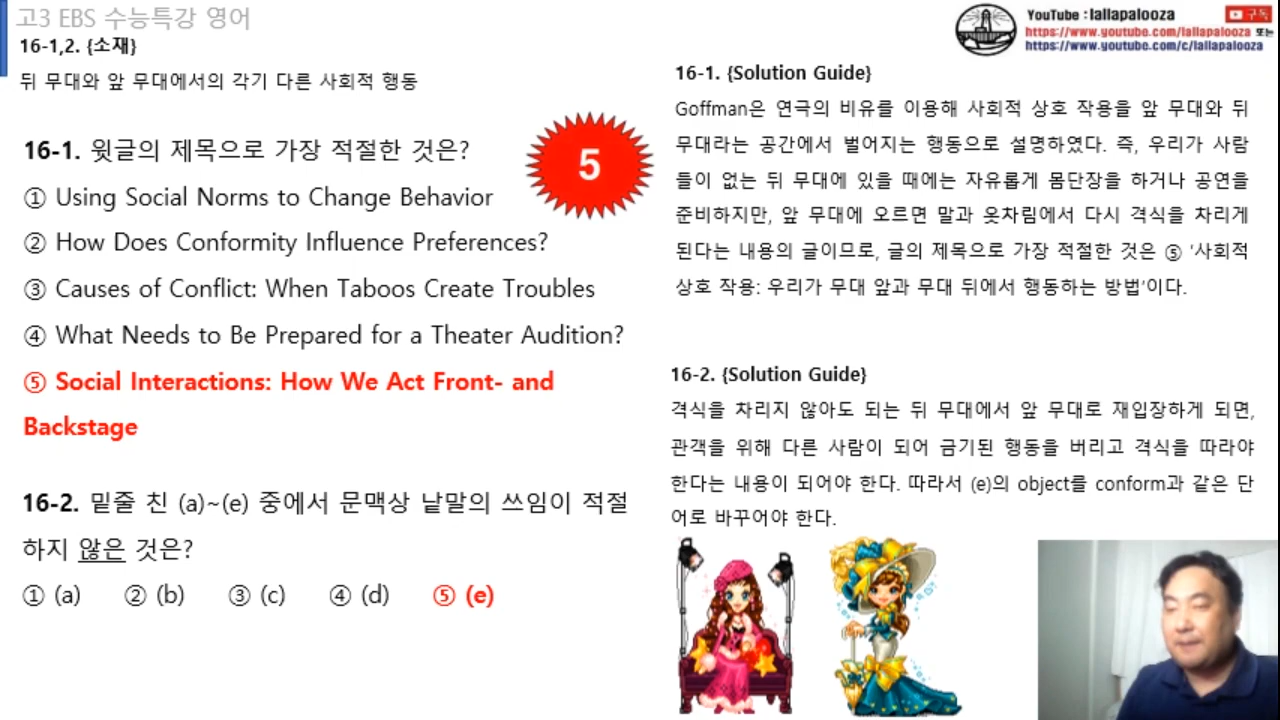 고3 EBS 수능특강 영어
16-1,2. {소재}
뒤 무대와 앞 무대에서의 각기 다른 사회적 행동
16-1. 윗글의 제목으로 가장 적절한 것은?
① Using Social Norms to Change Behavior
② How Does Conformity Influence Preferences?
③ Causes of Conflict: When Taboos Create Troubles
④ What Needs to Be Prepared for a Theater Audition?
⑤ Social Interactions: How We Act Front- and
Backstage
5
16-2. 밑줄 친 (a)~(e) 중에서 문맥상 낱말의 쓰임이 적절
하지 않은 것은?
① (a) ② (b) ③ (c) ④ (d) ⑤ (e)
YouTube : lallapalooza
구독
https://www.youtube.com/lallapalooza 또는
https://www.youtube.com/c/lallapalooza
16-1. {Solution Guide}
Goffman은 연극의 비유를 이용해 사회적 상호 작용을 앞 무대와 뒤
무대라는 공간에서 벌어지는 행동으로 설명하였다. 즉, 우리가 사람
들이 없는 뒤 무대에 있을 때에는 자유롭게 몸단장을 하거나 공연을
준비하지만, 앞 무대에 오르면 말과 옷차림에서 다시 격식을 차리게
된다는 내용의 글이므로, 글의 제목으로 가장 적절한 것은 ⑤ '사회적
상호 작용: 우리가 무대 앞과 무대 뒤에서 행동하는 방법'이다.
16-2. {Solution Guide}
격식을 차리지 않아도 되는 뒤 무대에서 앞 무대로 재입장하게 되면,
관객을 위해 다른 사람이 되어 금기된 행동을 버리고 격식을 따라야
한다는 내용이 되어야 한다. 따라서 (e)의 object를 conform과 같은 단
어로 바꾸어야 한다.